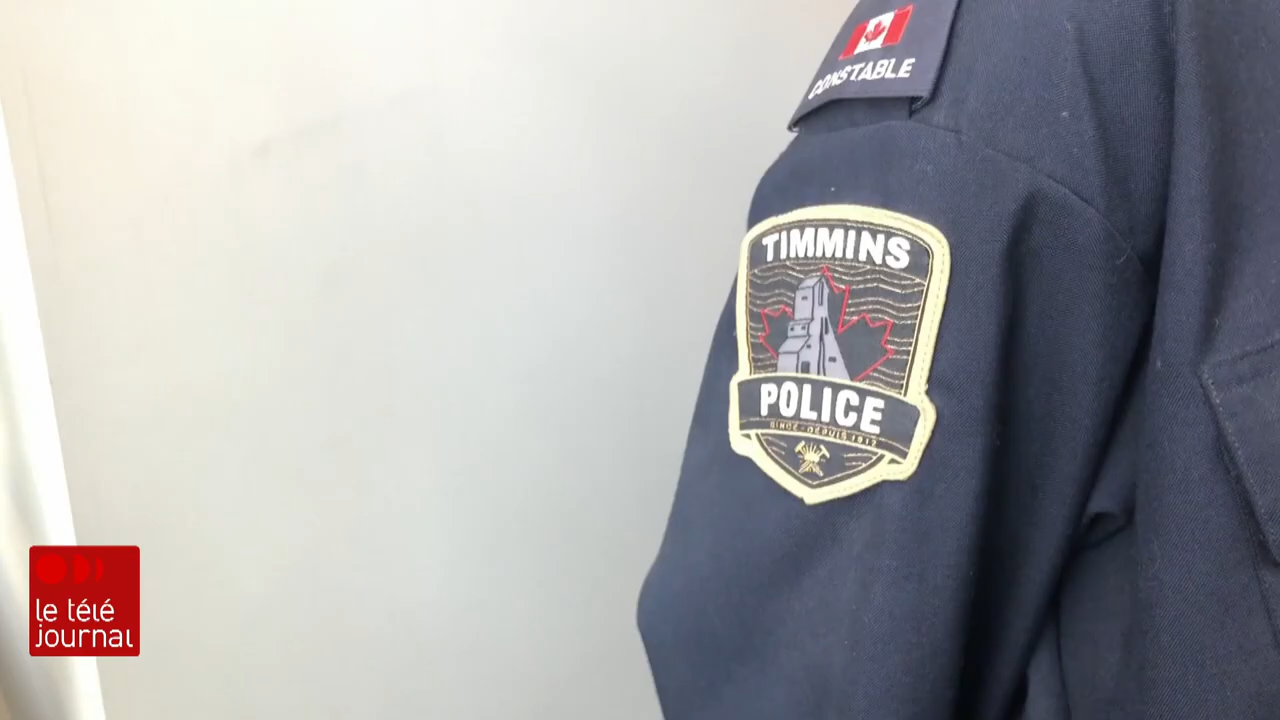 CONSTABLE
TIMMINS
POLICE
SINCE · DEPUIS 1912
le télé
journal